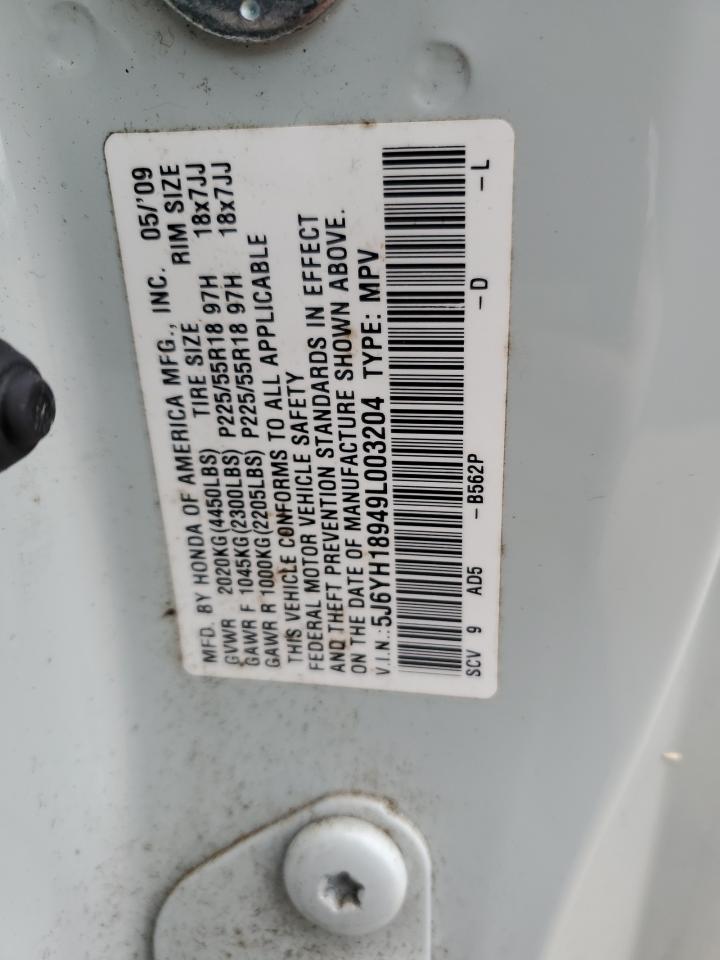 MFD. BY HONDA OF AMERICA MFG., INC. 05/'09
GVWR 2020KG(4450LBS) TIRE SIZE RIM SIZE
GAWR F 1045KG(2300LBS) P225/55R18 97H 18x7JJ
GAWR R 1000KG(2205LBS) P225/55R18 97H 18x7JJ
THIS VEHICLE CONFORMS TO ALL APPLICABLE
FEDERAL MOTOR VEHICLE SAFETY
AND THEFT PREVENTION STANDARDS IN EFFECT
ON THE DATE OF MANUFACTURE SHOWN ABOVE.
V.I.N.:5J6YH18949L003204 TYPE: MPV
SCV 9 AD5 -B562P -D -L